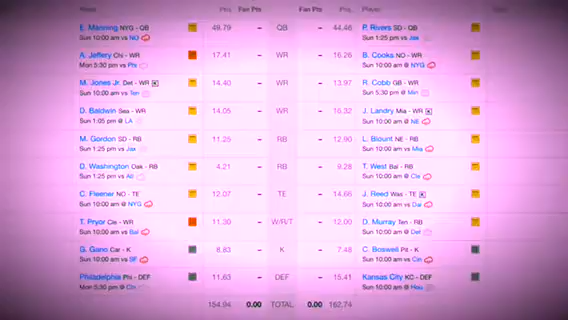 Proj Fan Pts Fan Pts Proj Player
E. Manning NYG - QB 49.79 – QB – 44.46 P. Rivers SD - QB
Sun 10:00 am vs NO Sun 1:25 pm vs Jax
A. Jeffery Chi - WR 17.41 – WR – 16.26 B. Cooks NO - WR
Mon 5:30 pm vs Phi Sun 10:00 am @ NYG
M. Jones Jr. Det - WR 14.40 – WR – 13.97 R. Cobb GB - WR
Sun 10:00 am vs Ten Sun 5:30 pm @ Min
D. Baldwin Sea - WR 14.05 – WR – 16.32 J. Landry Mia - WR
Sun 1:05 pm @ LA Sun 10:00 am @ NE
M. Gordon SD - RB 11.25 – RB – 12.90 L. Blount NE - RB
Sun 1:25 pm vs Jax Sun 10:00 am vs Mia
D. Washington Oak - RB 4.21 – RB – 9.28 T. West Bal - RB
Sun 1:25 pm vs Atl Sun 10:00 am @ Cle
C. Fleener NO - TE 12.07 – TE – 14.66 J. Reed Was - TE
Sun 10:00 am @ NYG Sun 10:00 am vs Dal
T. Pryor Cle - WR 11.30 – W/R/T – 12.00 D. Murray Ten - RB
Sun 10:00 am vs Bal Sun 10:00 am @ Det
G. Gano Car - K 8.83 – K – 7.48 C. Boswell Pit - K
Sun 10:00 am vs SF Sun 10:00 am vs Cin
Philadelphia Phi - DEF 11.63 – DEF – 15.41 Kansas City KC - DEF
Mon 5:30 pm @ Chi Sun 10:00 am @ Hou
154.94 0.00 TOTAL 0.00 162.74